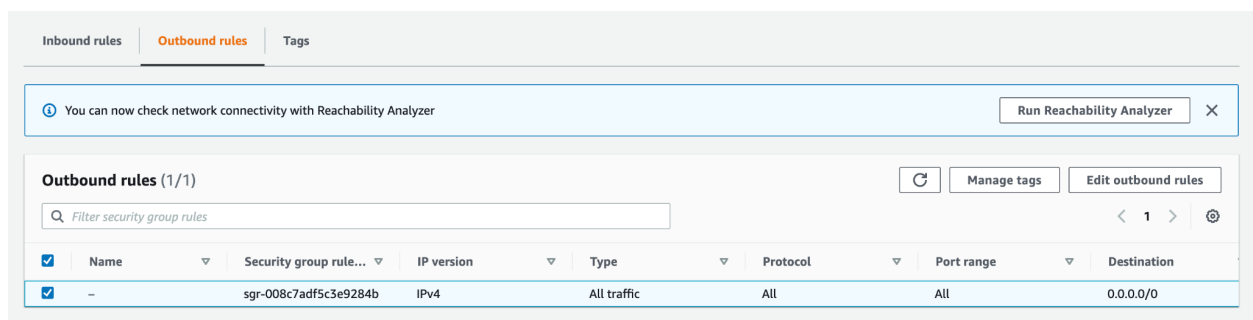 Inbound rules Outbound rules Tags
You can now check network connectivity with Reachability Analyzer Run Reachability Analyzer
Outbound rules (1/1) Manage tags Edit outbound rules
Filter security group rules 1
Name Security group rule... IP version Type Protocol Port range Destination
– sgr-008c7adf5c3e9284b IPv4 All traffic All All 0.0.0.0/0